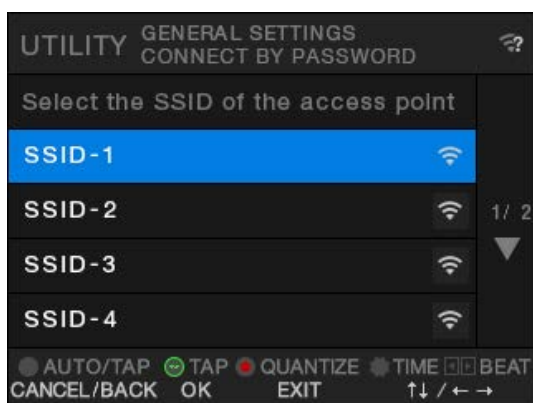 UTILITY GENERAL SETTINGS
CONNECT BY PASSWORD
?
Select the SSID of the access point
SSID-1
SSID-2
SSID-3
SSID-4
1/ 2
AUTO/TAP TAP QUANTIZE TIME BEAT
CANCEL/BACK OK EXIT ↑↓ / ← →